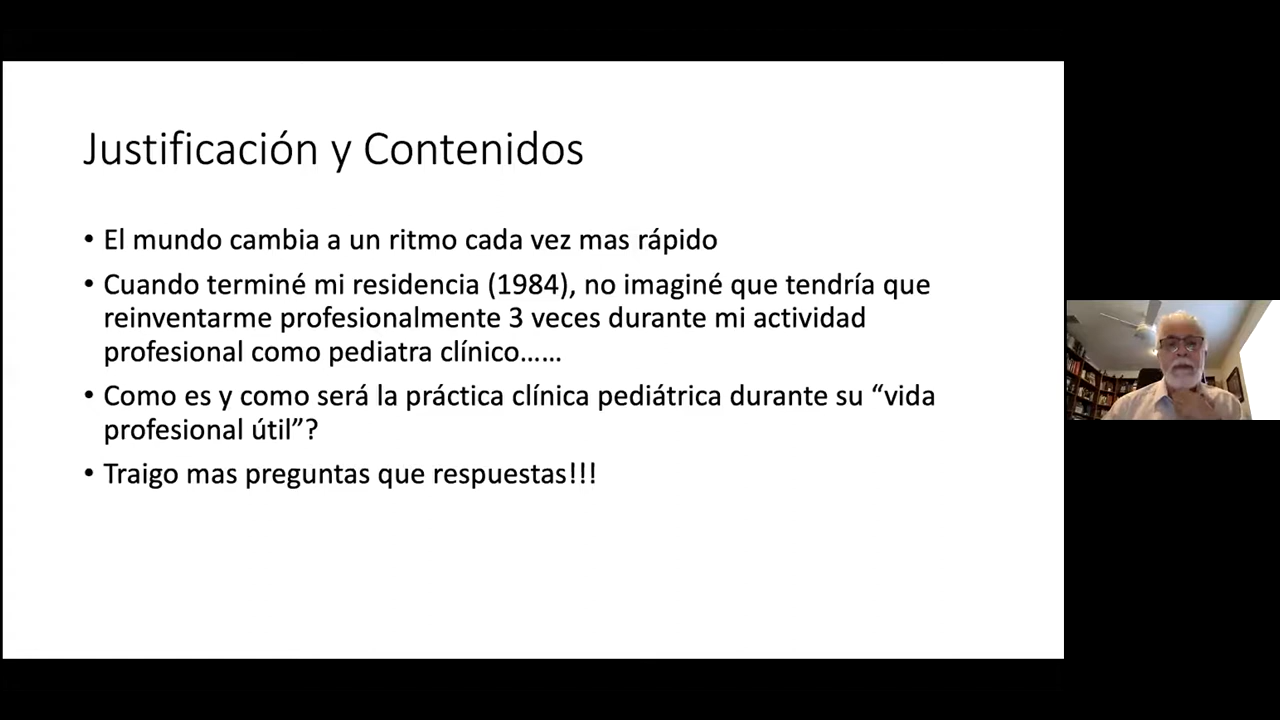 Justificación y Contenidos
• El mundo cambia a un ritmo cada vez mas rápido
• Cuando terminé mi residencia (1984), no imaginé que tendría que
reinventarme profesionalmente 3 veces durante mi actividad
profesional como pediatra clínico……
• Como es y como será la práctica clínica pediátrica durante su “vida
profesional útil”?
• Traigo mas preguntas que respuestas!!!